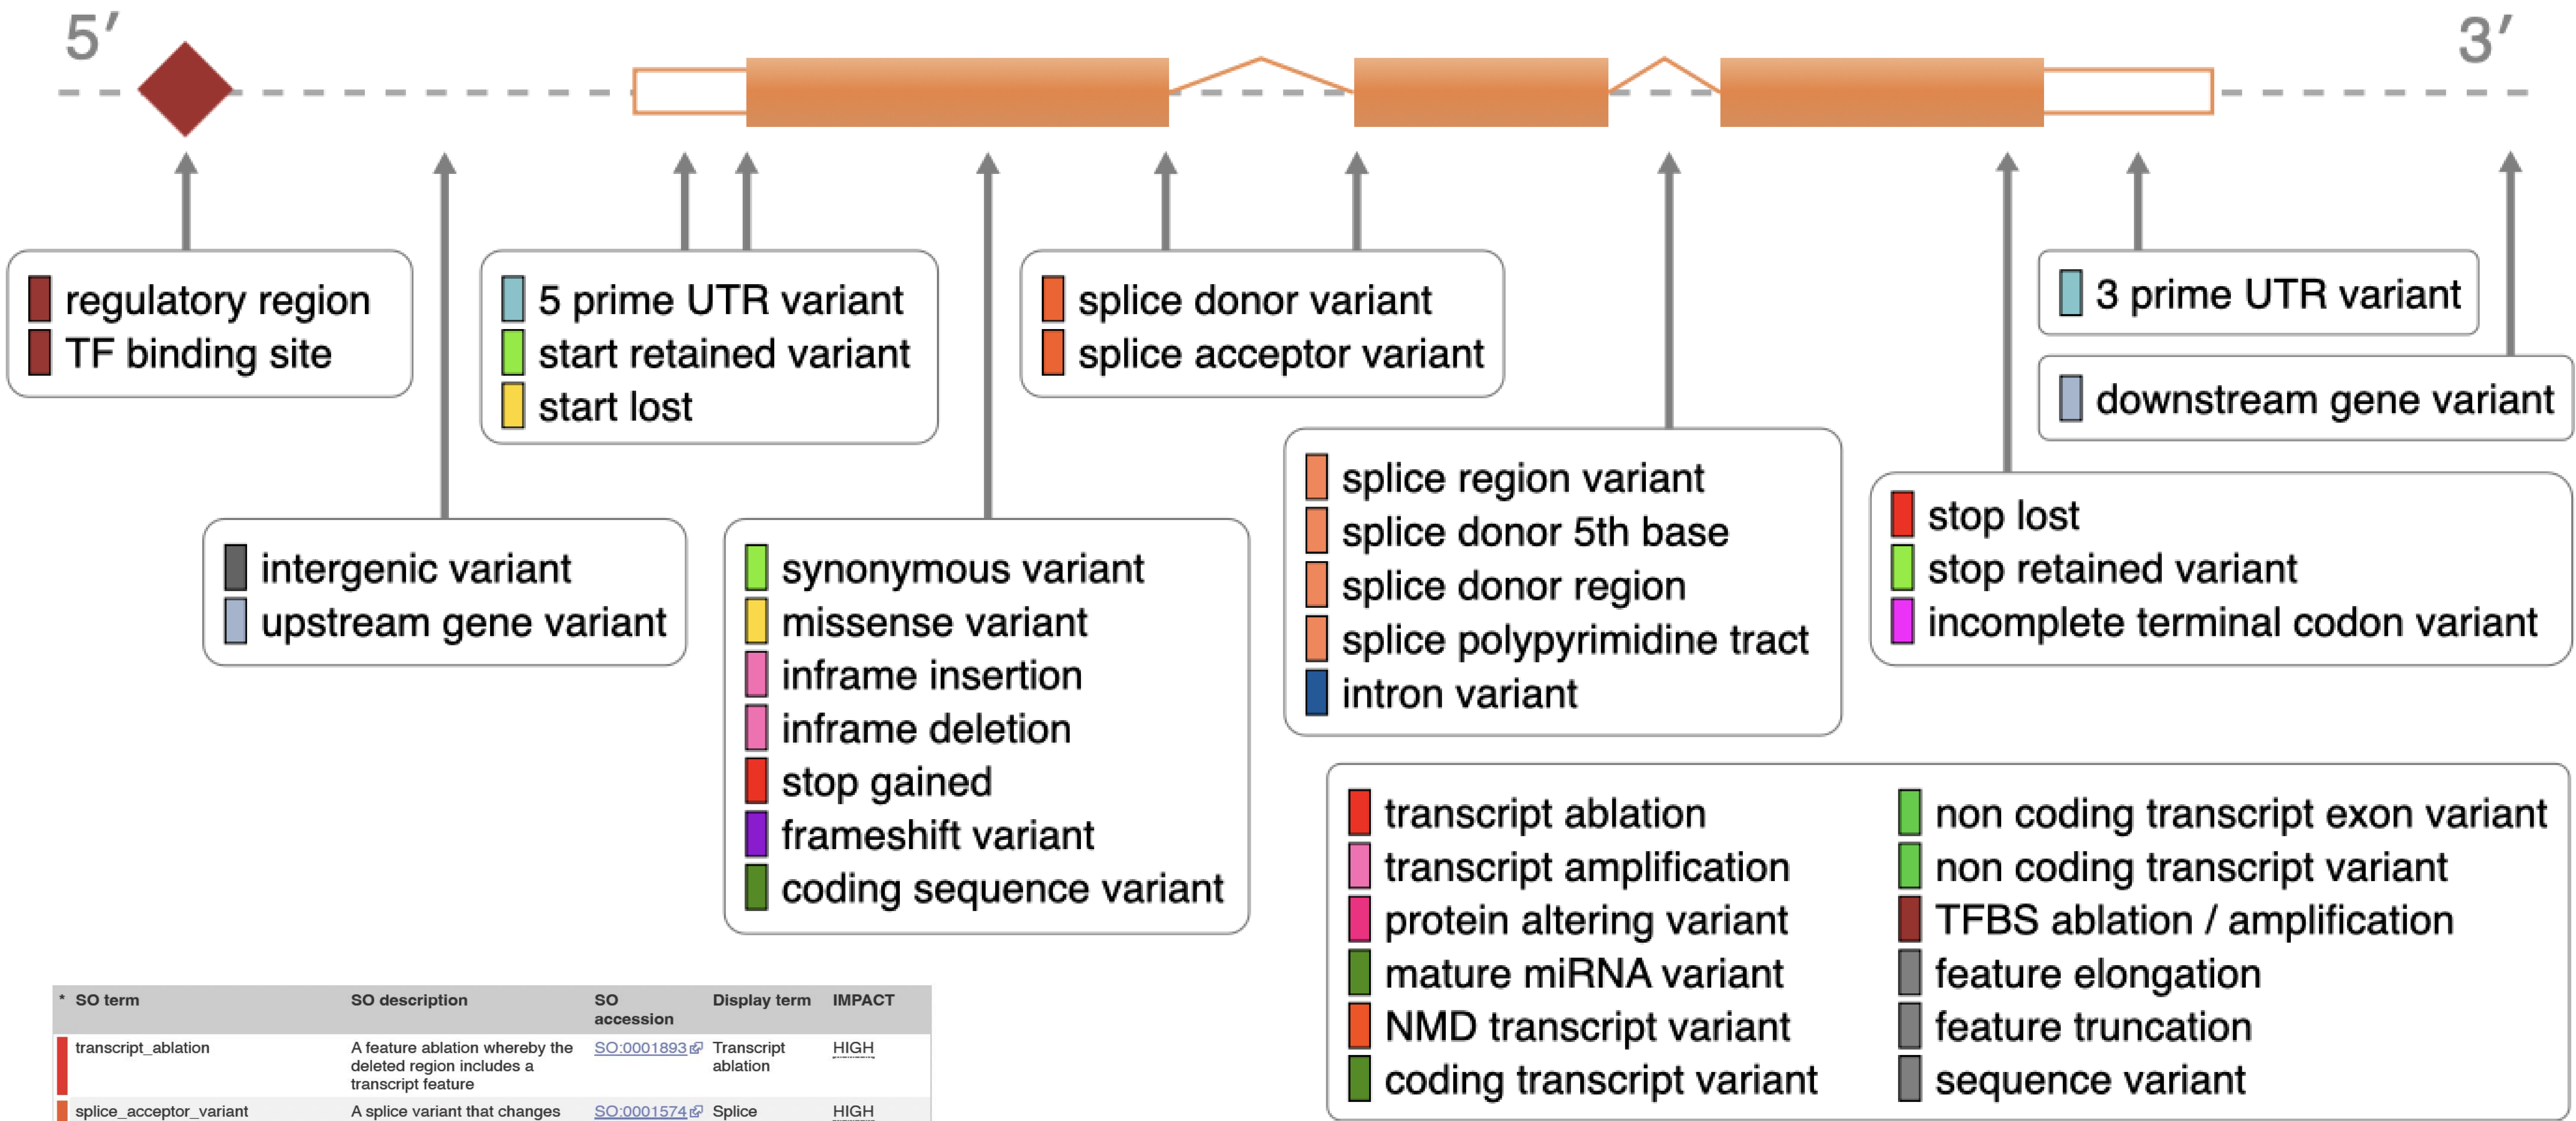 5′
3′
regulatory region
TF binding site
5 prime UTR variant
start retained variant
start lost
splice donor variant
splice acceptor variant
3 prime UTR variant
downstream gene variant
intergenic variant
upstream gene variant
synonymous variant
missense variant
inframe insertion
inframe deletion
stop gained
frameshift variant
coding sequence variant
splice region variant
splice donor 5th base
splice donor region
splice polypyrimidine tract
intron variant
stop lost
stop retained variant
incomplete terminal codon variant
transcript ablation
transcript amplification
protein altering variant
mature miRNA variant
NMD transcript variant
coding transcript variant
non coding transcript exon variant
non coding transcript variant
TFBS ablation / amplification
feature elongation
feature truncation
sequence variant
* SO term SO description SO Display term IMPACT
accession
transcript_ablation A feature ablation whereby the SO:0001893 Transcript HIGH
deleted region includes a ablation
transcript feature
splice_acceptor_variant A splice variant that changes SO:0001574 Splice HIGH